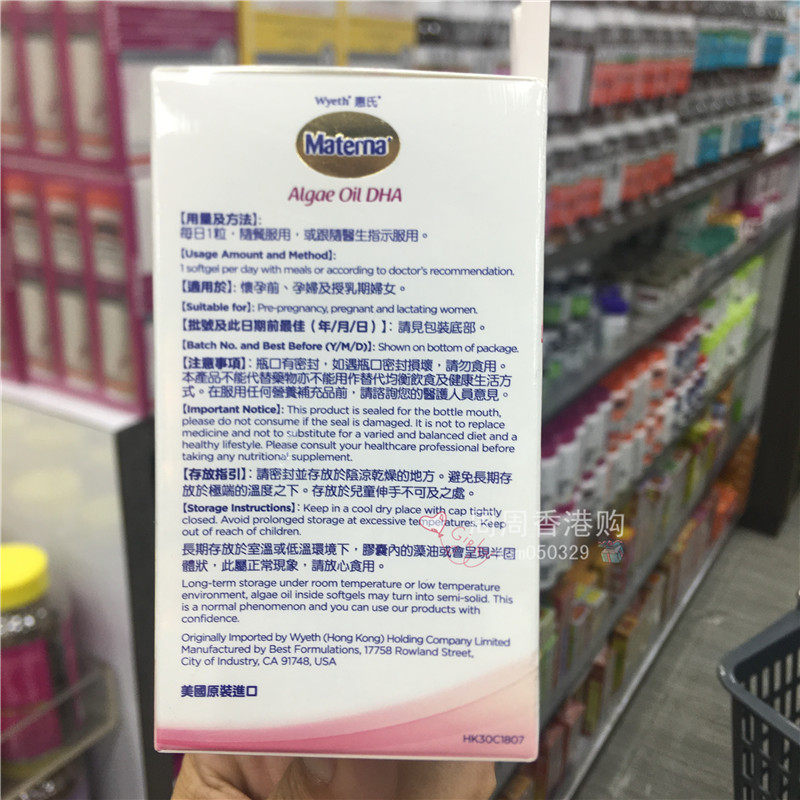 Wyeth® 惠氏®
Materna®
Algae Oil DHA
【用量及方法】:
每日1粒，隨餐服用，或跟隨醫生指示服用。
【Usage Amount and Method】:
1 softgel per day with meals or according to doctor's recommendation.
【適用於】：懷孕前、孕婦及授乳期婦女。
【Suitable for】: Pre-pregnancy, pregnant and lactating women.
【批號及此日期前最佳（年/月/日）】：請見包裝底部。
【Batch No. and Best Before (Y/M/D)】: Shown on bottom of package.
【注意事項】：瓶口有密封，如遇瓶口密封損壞，請勿食用。
本產品不能代替藥物亦不能用作替代均衡飲食及健康生活方
式。在服用任何營養補充品前，請諮詢您的醫護人員意見。
【Important Notice】: This product is sealed for the bottle mouth,
please do not consume if the seal is damaged. It is not to replace
medicine and not to substitute for a varied and balanced diet and a
healthy lifestyle. Please consult your healthcare professional before
taking any nutritional supplement.
【存放指引】：請密封並存放於陰涼乾燥的地方。避免長期存
放於極端的溫度之下。存放於兒童伸手不可及之處。
【Storage Instructions】: Keep in a cool dry place with cap tightly
closed. Avoid prolonged storage at excessive temperatures. Keep
out of reach of children.
周香港购
050329
長期存放於室溫或低溫環境下，膠囊內的藻油或會呈現半固
體狀，此屬正常現象，請放心食用。
Long-term storage under room temperature or low temperature
environment, algae oil inside softgels may turn into semi-solid. This
is a normal phenomenon and you can use our products with
confidence.
Originally Imported by Wyeth (Hong Kong) Holding Company Limited
Manufactured by Best Formulations, 17758 Rowland Street,
City of Industry, CA 91748, USA
美國原裝進口
HK30C1807